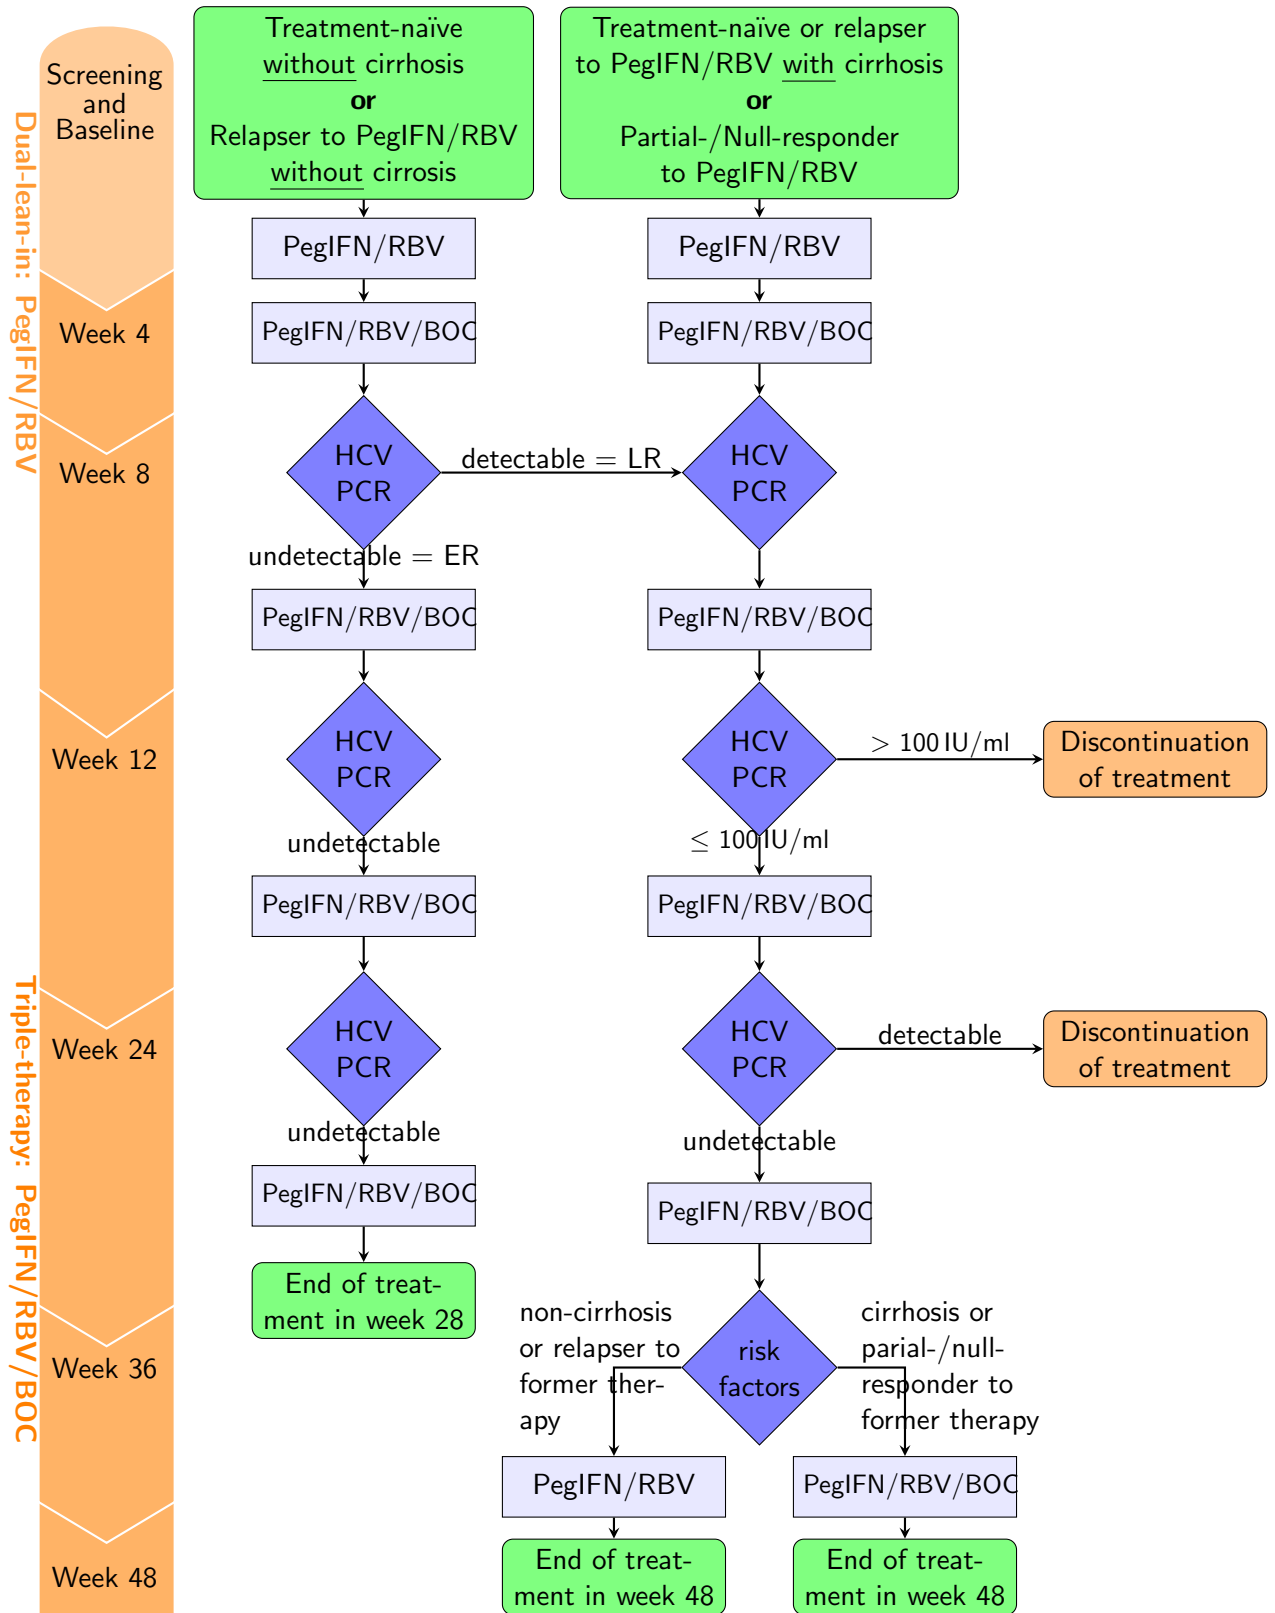 Treatment-naïve
without cirrhosis
or
Relapser to PegIFN/RBV
without cirrosis
Treatment-naïve or relapser
to PegIFN/RBV with cirrhosis
or
Partial-/Null-responder
to PegIFN/RBV
Screening
and
Baseline
Dual-lean-in: PegIFN/RBV
PegIFN/RBV
PegIFN/RBV
Week 4
PegIFN/RBV/BOC
PegIFN/RBV/BOC
Week 8
HCV
PCR
detectable = LR
HCV
PCR
undetectable = ER
PegIFN/RBV/BOC
PegIFN/RBV/BOC
Week 12
HCV
PCR
HCV
PCR
> 100 IU/ml
Discontinuation
of treatment
undetectable
≤ 100 IU/ml
PegIFN/RBV/BOC
PegIFN/RBV/BOC
Triple-therapy: PegIFN/RBV/BOC
Week 24
HCV
PCR
HCV
PCR
detectable
Discontinuation
of treatment
undetectable
undetectable
PegIFN/RBV/BOC
PegIFN/RBV/BOC
End of treat-
ment in week 28
Week 36
non-cirrhosis
or relapser to
former ther-
apy
risk
factors
cirrhosis or
parial-/null-
responder to
former therapy
PegIFN/RBV
PegIFN/RBV/BOC
Week 48
End of treat-
ment in week 48
End of treat-
ment in week 48